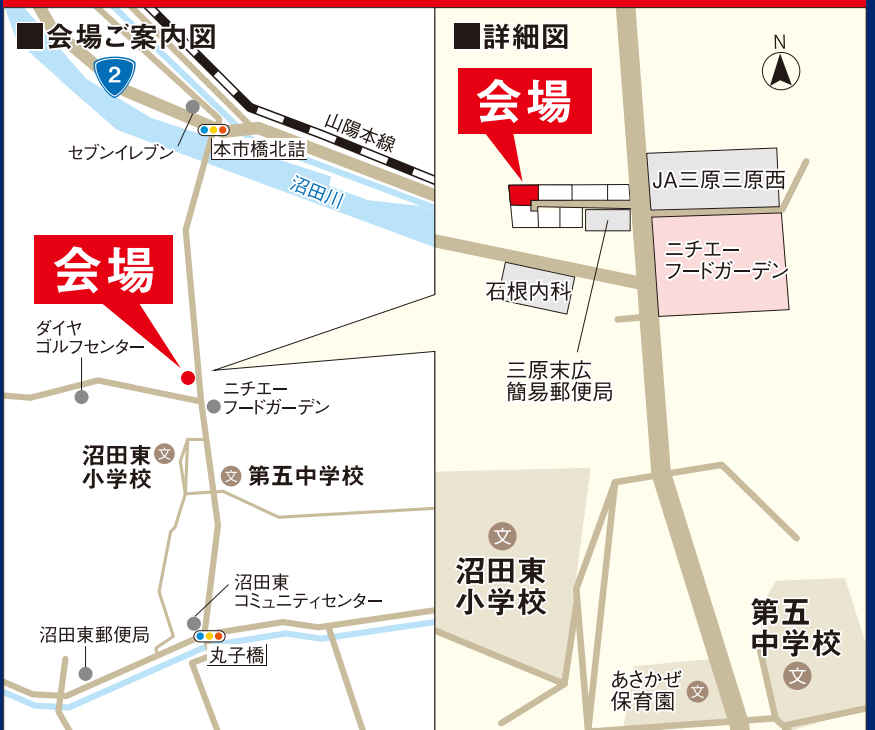 ■会場ご案内図
2
セブンイレブン
本市橋北詰
山陽本線
沼田川
会場
ダイヤ
ゴルフセンター
ニチエー
フードガーデン
沼田東
小学校
文
文
第五中学校
沼田東
コミュニティセンター
沼田東郵便局
丸子橋
■詳細図
N
会場
JA三原三原西
ニチエー
フードガーデン
石根内科
三原末広
簡易郵便局
文
沼田東
小学校
第五
中学校
文
あさかぜ
保育園
文